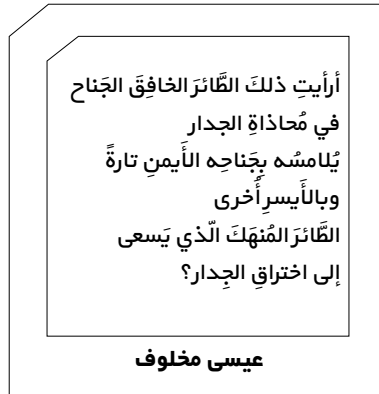 أرأيتِ ذلكَ الطَّائرَ الخافِقَ الجَناح
في مُحاذاةِ الجدار
يُلامسُه بِجَناحِه الأَيمنِ تارةً
وبالأَيسرِ أُخرى
الطَّائرَ المُنهَكَ الّذي يَسعى
إلى اختراقِ الجِدار؟
عيسى مخلوف